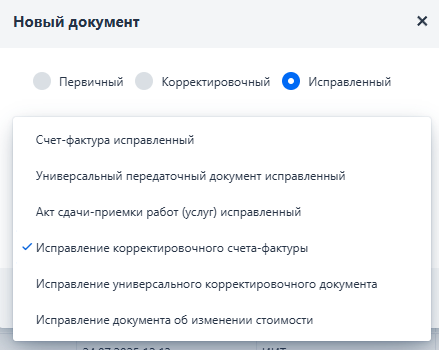 Новый документ
Первичный Корректировочный Исправленный
Счет-фактура исправленный
Универсальный передаточный документ исправленный
Акт сдачи-приемки работ (услуг) исправленный
Исправление корректировочного счета-фактуры
Исправление универсального корректировочного документа
Исправление документа об изменении стоимости